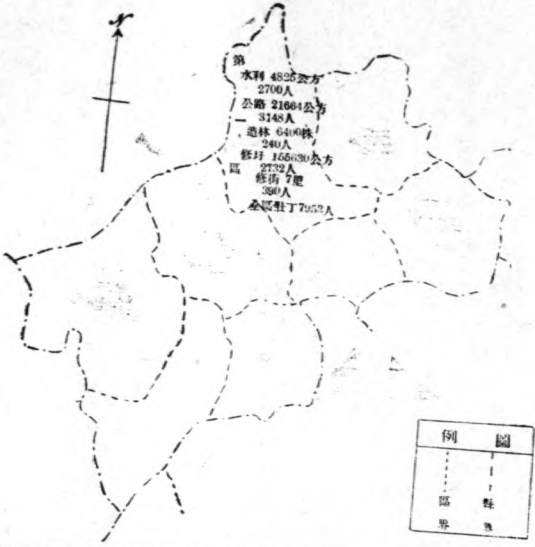 N
第一區
水利 4825公方
2700人
公路 21664公方
3148人
造林 6400株
240人
修圩 155630公方
2732人
修街 7里
390人
全區壯丁7953人
圖例
縣界
區界